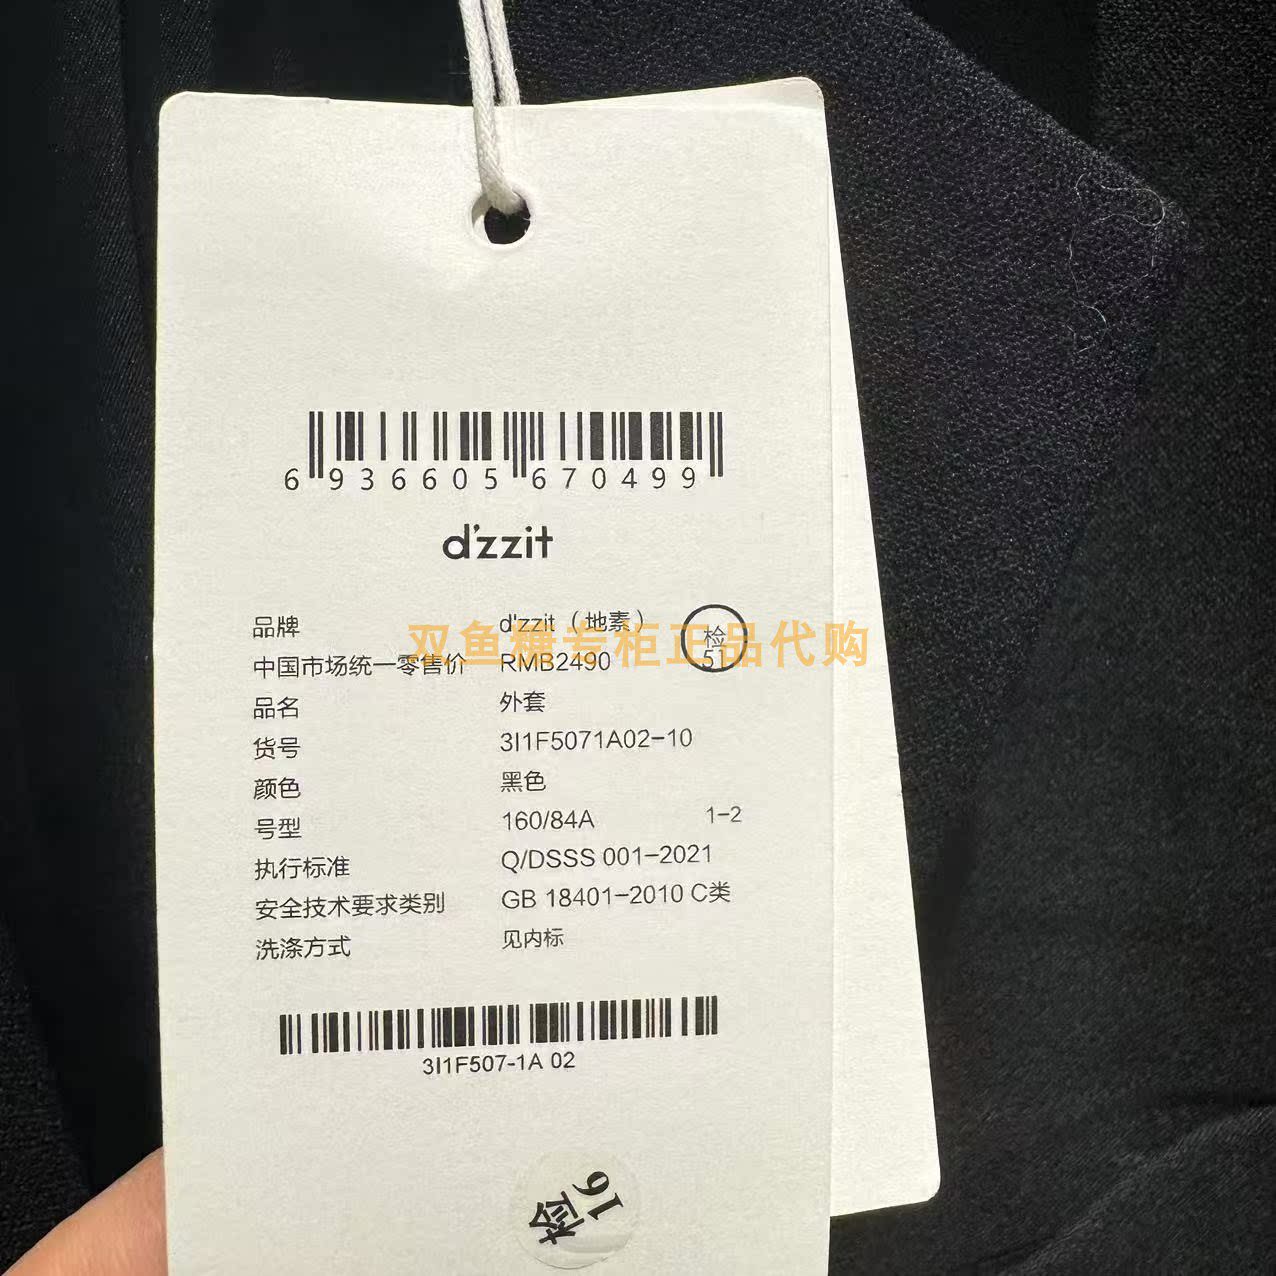 6 936605 670499
d'zzit
品牌 d'zzit（地素）
检
51
双鱼糖专柜正品代购
中国市场统一零售价 RMB2490
品名 外套
货号 3I1F5071A02-10
颜色 黑色
号型 160/84A 1-2
执行标准 Q/DSSS 001-2021
安全技术要求类别 GB 18401-2010 C类
洗涤方式 见内标
3I1F507-1A 02
检
16